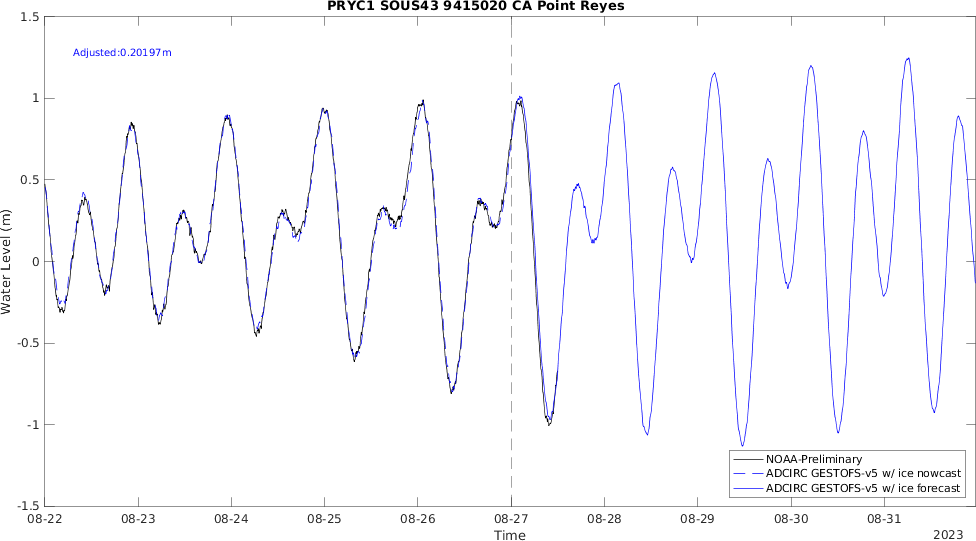 PRYC1 SOUS43 9415020 CA Point Reyes
Adjusted:0.20197m
Water Level (m)
1.5
1
0.5
0
-0.5
-1
-1.5
NOAA-Preliminary
ADCIRC GESTOFS-v5 w/ ice nowcast
ADCIRC GESTOFS-v5 w/ ice forecast
08-22 08-23 08-24 08-25 08-26 08-27 08-28 08-29 08-30 08-31
Time
2023